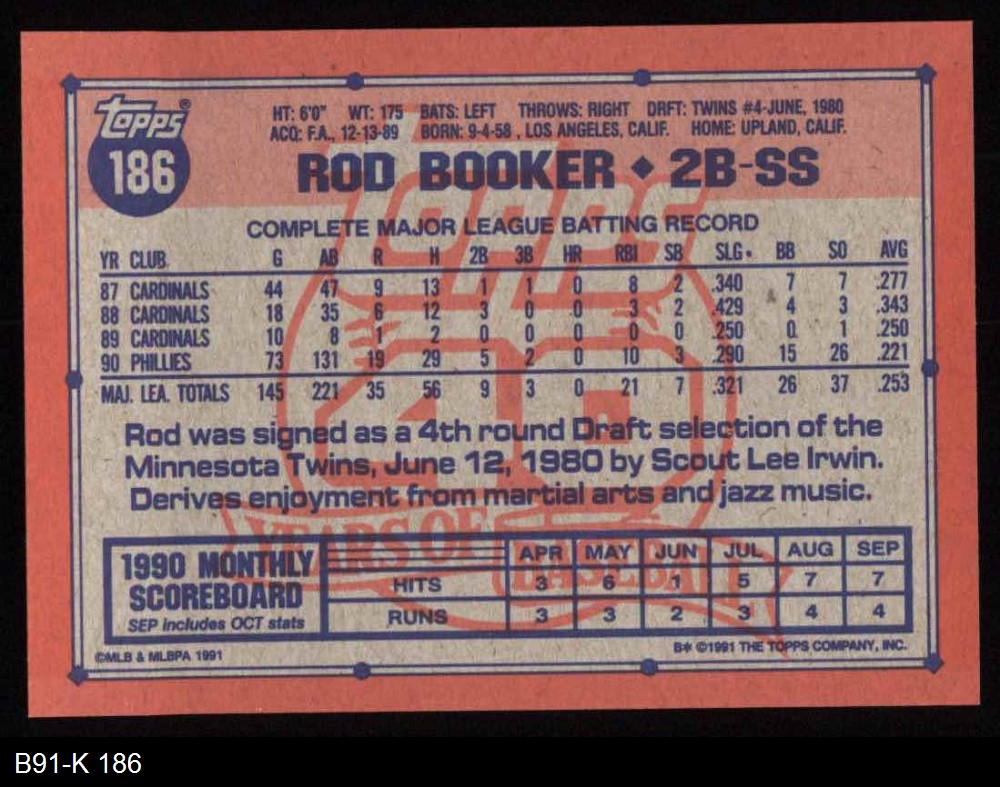 Topps®
186
HT: 6'0" WT: 175 BATS: LEFT THROWS: RIGHT DRFT: TWINS #4-JUNE, 1980
ACQ: F.A., 12-13-89 BORN: 9-4-58 , LOS ANGELES, CALIF. HOME: UPLAND, CALIF.
ROD BOOKER ◆ 2B-SS
COMPLETE MAJOR LEAGUE BATTING RECORD
YR CLUB G AB R H 2B 3B HR RBI SB SLG• BB SO AVG
87 CARDINALS 44 47 9 13 1 1 0 8 2 .340 7 7 .277
88 CARDINALS 18 35 6 12 3 0 0 3 2 .429 4 3 .343
89 CARDINALS 10 8 1 2 0 0 0 0 0 .250 0 1 .250
90 PHILLIES 73 131 19 29 5 2 0 10 3 .290 15 26 .221
MAJ. LEA. TOTALS 145 221 35 56 9 3 0 21 7 .321 26 37 .253
Topps
40
YEARS OF
BASEBALL
Rod was signed as a 4th round Draft selection of the
Minnesota Twins, June 12, 1980 by Scout Lee Irwin.
Derives enjoyment from martial arts and jazz music.
1990 MONTHLY
SCOREBOARD
SEP includes OCT stats
APR MAY JUN JUL AUG SEP
HITS 3 6 1 5 7 7
RUNS 3 3 2 3 4 4
©MLB & MLBPA 1991
B* ©1991 THE TOPPS COMPANY, INC.
B91-K 186